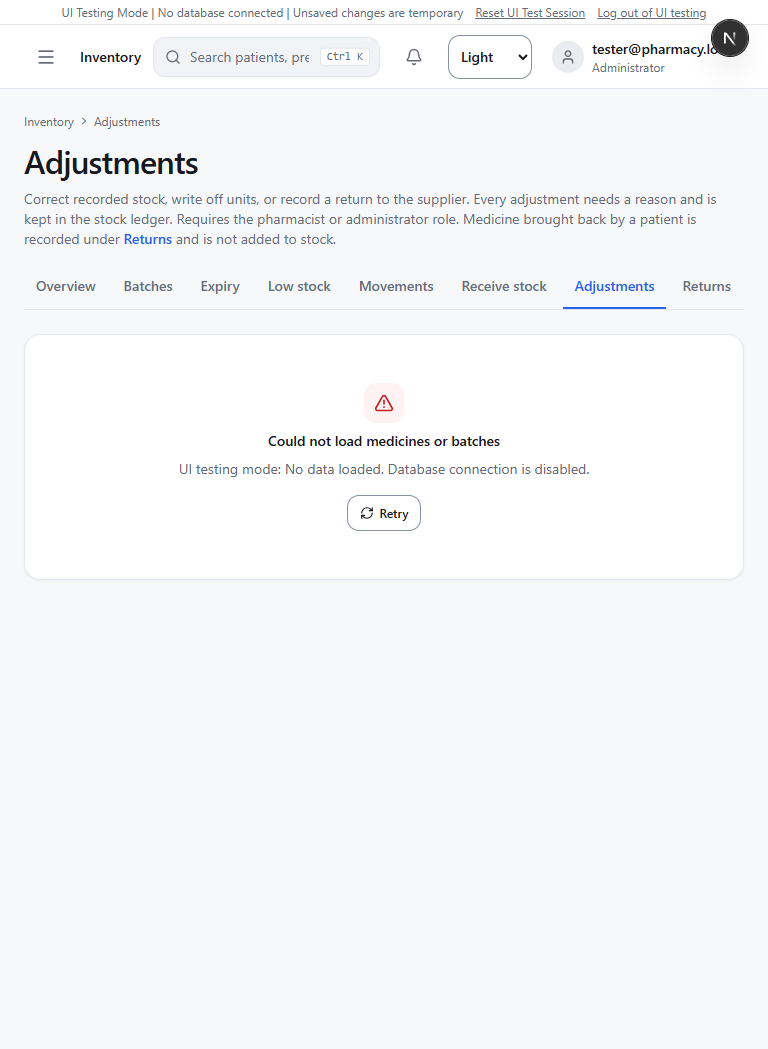 UI Testing Mode | No database connected | Unsaved changes are temporary Reset UI Test Session Log out of UI testing
Inventory Search patients, pre Ctrl K Light tester@pharmacy.lo N
Administrator
Inventory > Adjustments
Adjustments
Correct recorded stock, write off units, or record a return to the supplier. Every adjustment needs a reason and is
kept in the stock ledger. Requires the pharmacist or administrator role. Medicine brought back by a patient is
recorded under Returns and is not added to stock.
Overview Batches Expiry Low stock Movements Receive stock Adjustments Returns
Could not load medicines or batches
UI testing mode: No data loaded. Database connection is disabled.
Retry